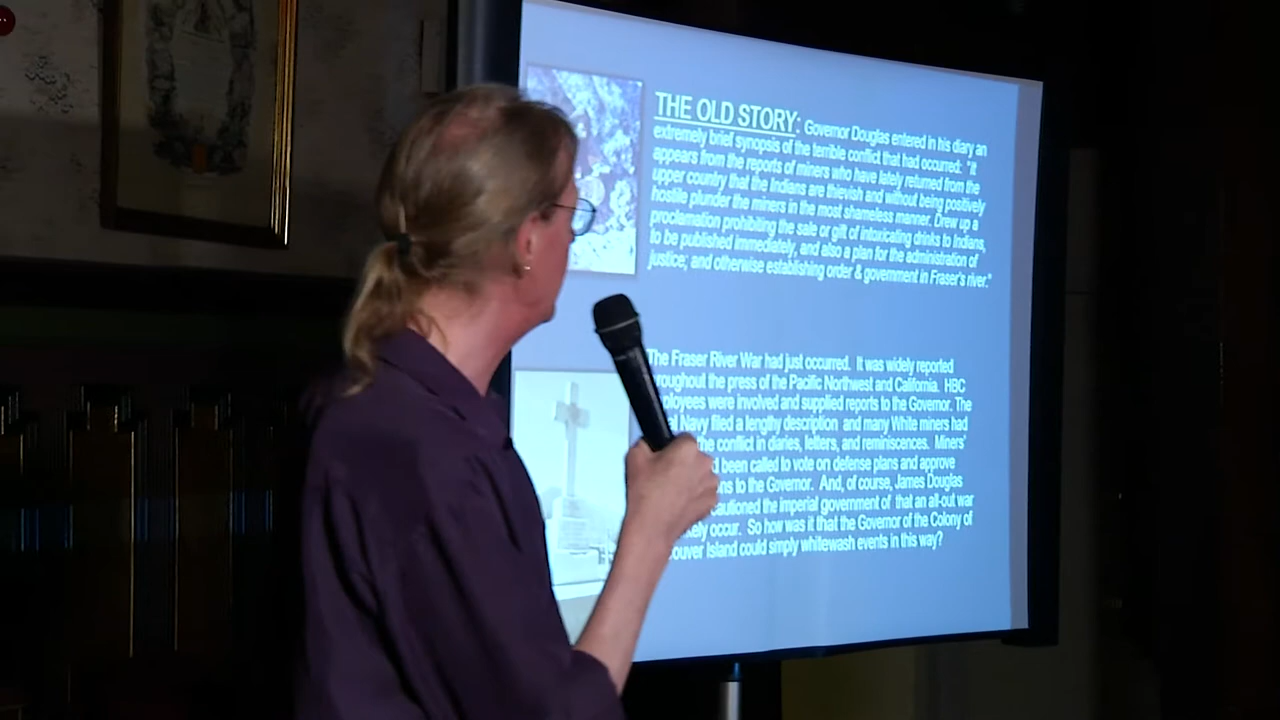 THE OLD STORY: Governor Douglas entered in his diary an
extremely brief synopsis of the terrible conflict that had occurred: "It
appears from the reports of miners who have lately returned from the
upper country that the Indians are thievish and without being positively
hostile plunder the miners in the most shameless manner. Drew up a
proclamation prohibiting the sale or gift of intoxicating drinks to Indians,
to be published immediately, and also a plan for the administration of
justice; and otherwise establishing order & government in Fraser's river."
The Fraser River War had just occurred. It was widely reported
roughout the press of the Pacific Northwest and California. HBC
ployees were involved and supplied reports to the Governor. The
al Navy filed a lengthy description and many White miners had
the conflict in diaries, letters, and reminiscences. Miners'
d been called to vote on defense plans and approve
ns to the Governor. And, of course, James Douglas
cautioned the imperial government of that an all-out war
kely occur. So how was it that the Governor of the Colony of
ouver Island could simply whitewash events in this way?